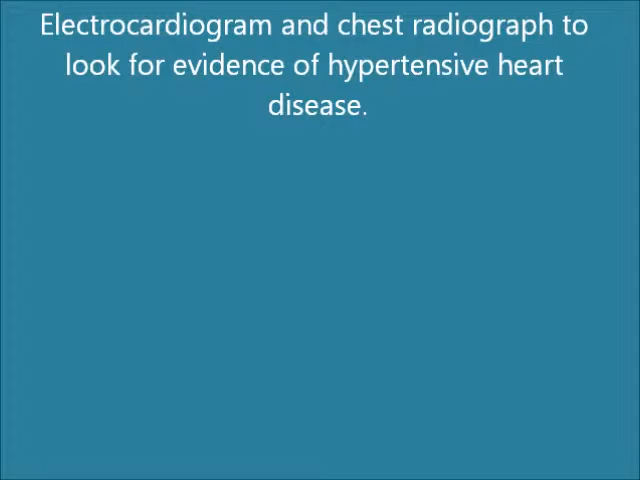 Electrocardiogram and chest radiograph to
look for evidence of hypertensive heart
disease.